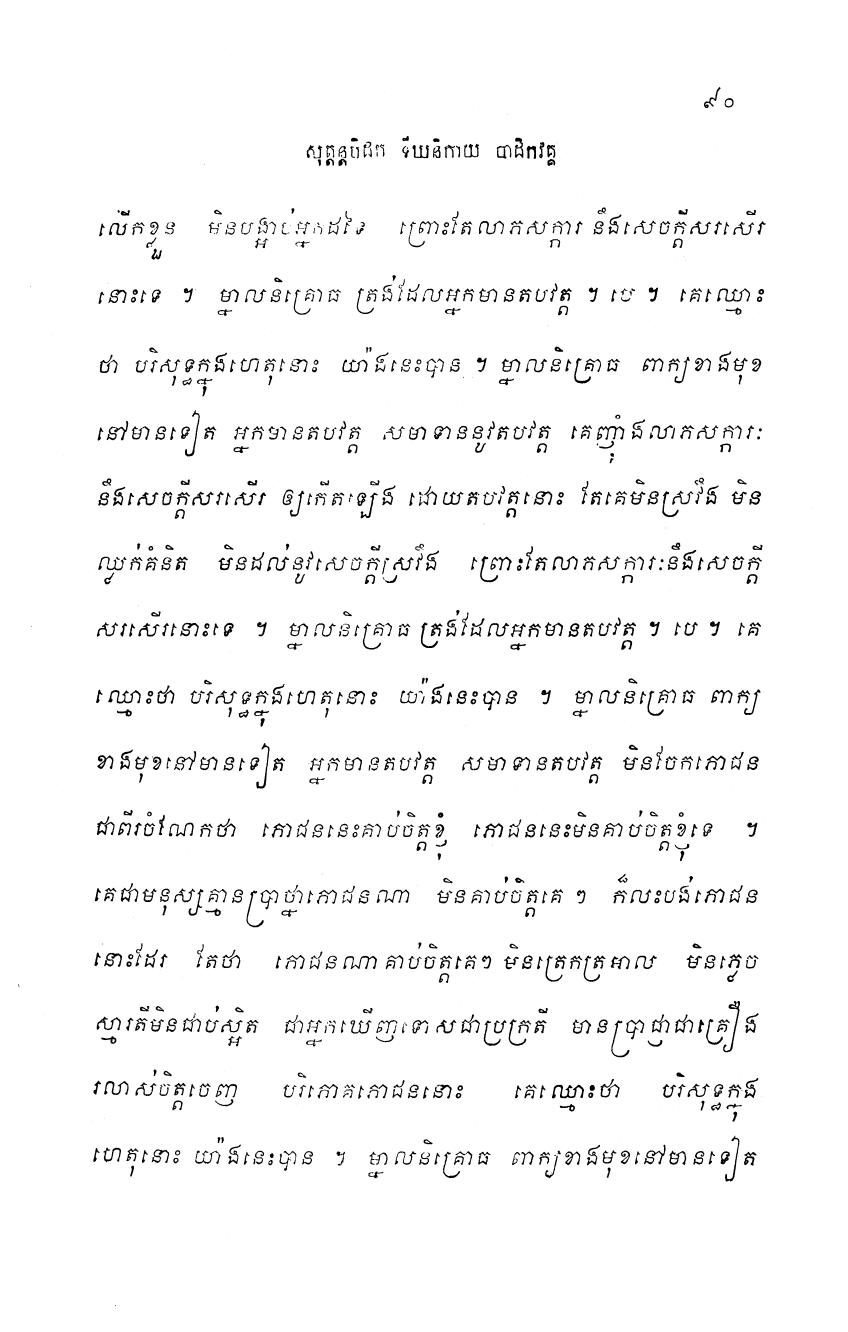 ៩០
សុត្តន្តបិដក ទីឃនិកាយ បាដិកវគ្គ
លើកខ្លួន មិនបង្អាប់អ្នកដទៃ ព្រោះតែលាភសក្ការ នឹងសេចក្តីសរសើរ
នោះទេ ។ ម្នាលនិគ្រោធ ត្រង់ដែលអ្នកមានតបវត្ត ។ បេ ។ គេឈ្មោះ
ថា បរិសុទ្ធក្នុងហេតុនោះ យ៉ាងនេះបាន ។ ម្នាលនិគ្រោធ ពាក្យខាងមុខ
នៅមានទៀត អ្នកមានតបវត្ត សមាទាននូវតបវត្ត គេញ៉ាំងលាភសក្ការៈ
នឹងសេចក្តីសរសើរ ឲ្យកើតឡើង ដោយតបវត្តនោះ តែគេមិនស្រវឹង មិន
ឈ្លក់គំនិត មិនដល់នូវសេចក្តីស្រវឹង ព្រោះតែលាភសក្ការៈនឹងសេចក្តី
សរសើរនោះទេ ។ ម្នាលនិគ្រោធ ត្រង់ដែលអ្នកមានតបវត្ត ។ បេ ។ គេ
ឈ្មោះថា បរិសុទ្ធក្នុងហេតុនោះ យ៉ាងនេះបាន ។ ម្នាលនិគ្រោធ ពាក្យ
ខាងមុខនៅមានទៀត អ្នកមានតបវត្ត សមាទានតបវត្ត មិនចែកភោជន
ជាពីរចំណែកថា ភោជននេះគាប់ចិត្តខ្ញុំ ភោជននេះមិនគាប់ចិត្តខ្ញុំទេ ។
គេជាមនុស្សគ្មានប្រាថ្នាភោជនណា មិនគាប់ចិត្តគេ ៗ ក៏លះបង់ភោជន
នោះដែរ តែថា ភោជនណាគាប់ចិត្តគេៗ មិនត្រេកត្រអាល មិនភ្លេច
ស្មារតីមិនជាប់ស្អិត ជាអ្នកឃើញទោសជាប្រក្រតី មានប្រាជ្ញាជាគ្រឿង
រលាស់ចិត្តចេញ បរិភោគភោជននោះ គេឈ្មោះថា បរិសុទ្ធក្នុង
ហេតុនោះ យ៉ាងនេះបាន ។ ម្នាលនិគ្រោធ ពាក្យខាងមុខនៅមានទៀត